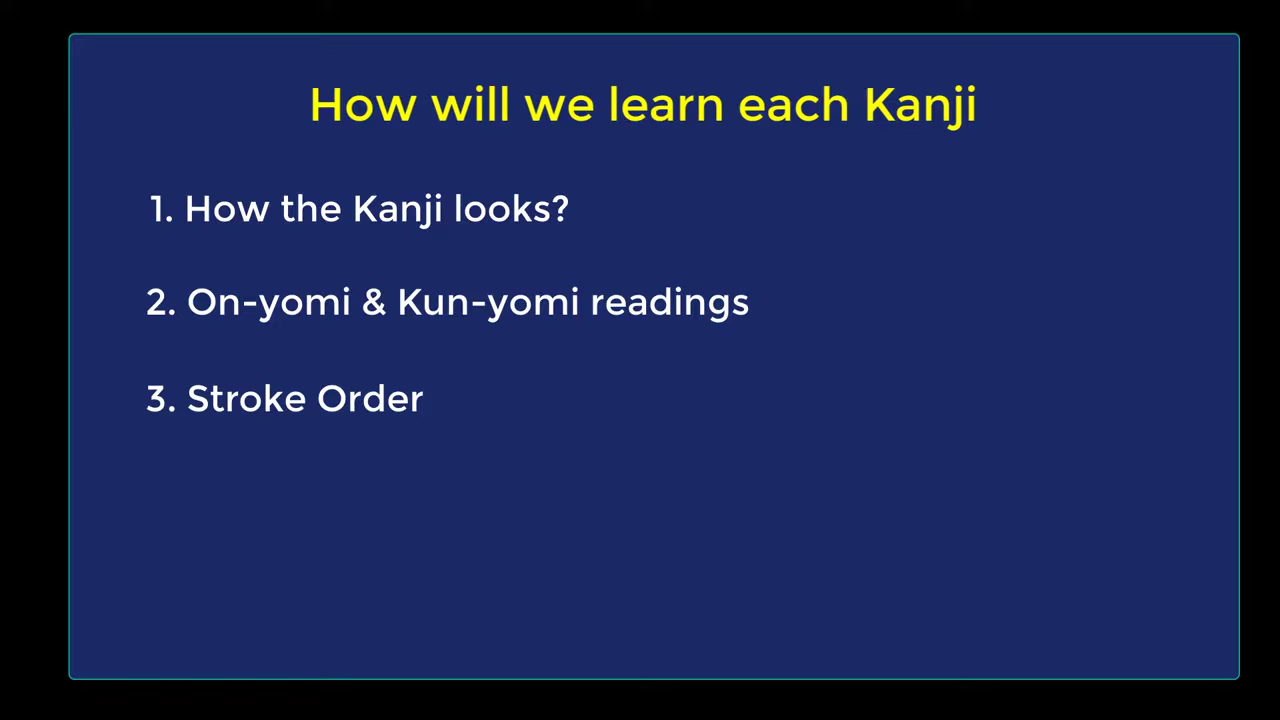 How will we learn each Kanji
1. How the Kanji looks?
2. On-yomi & Kun-yomi readings
3. Stroke Order